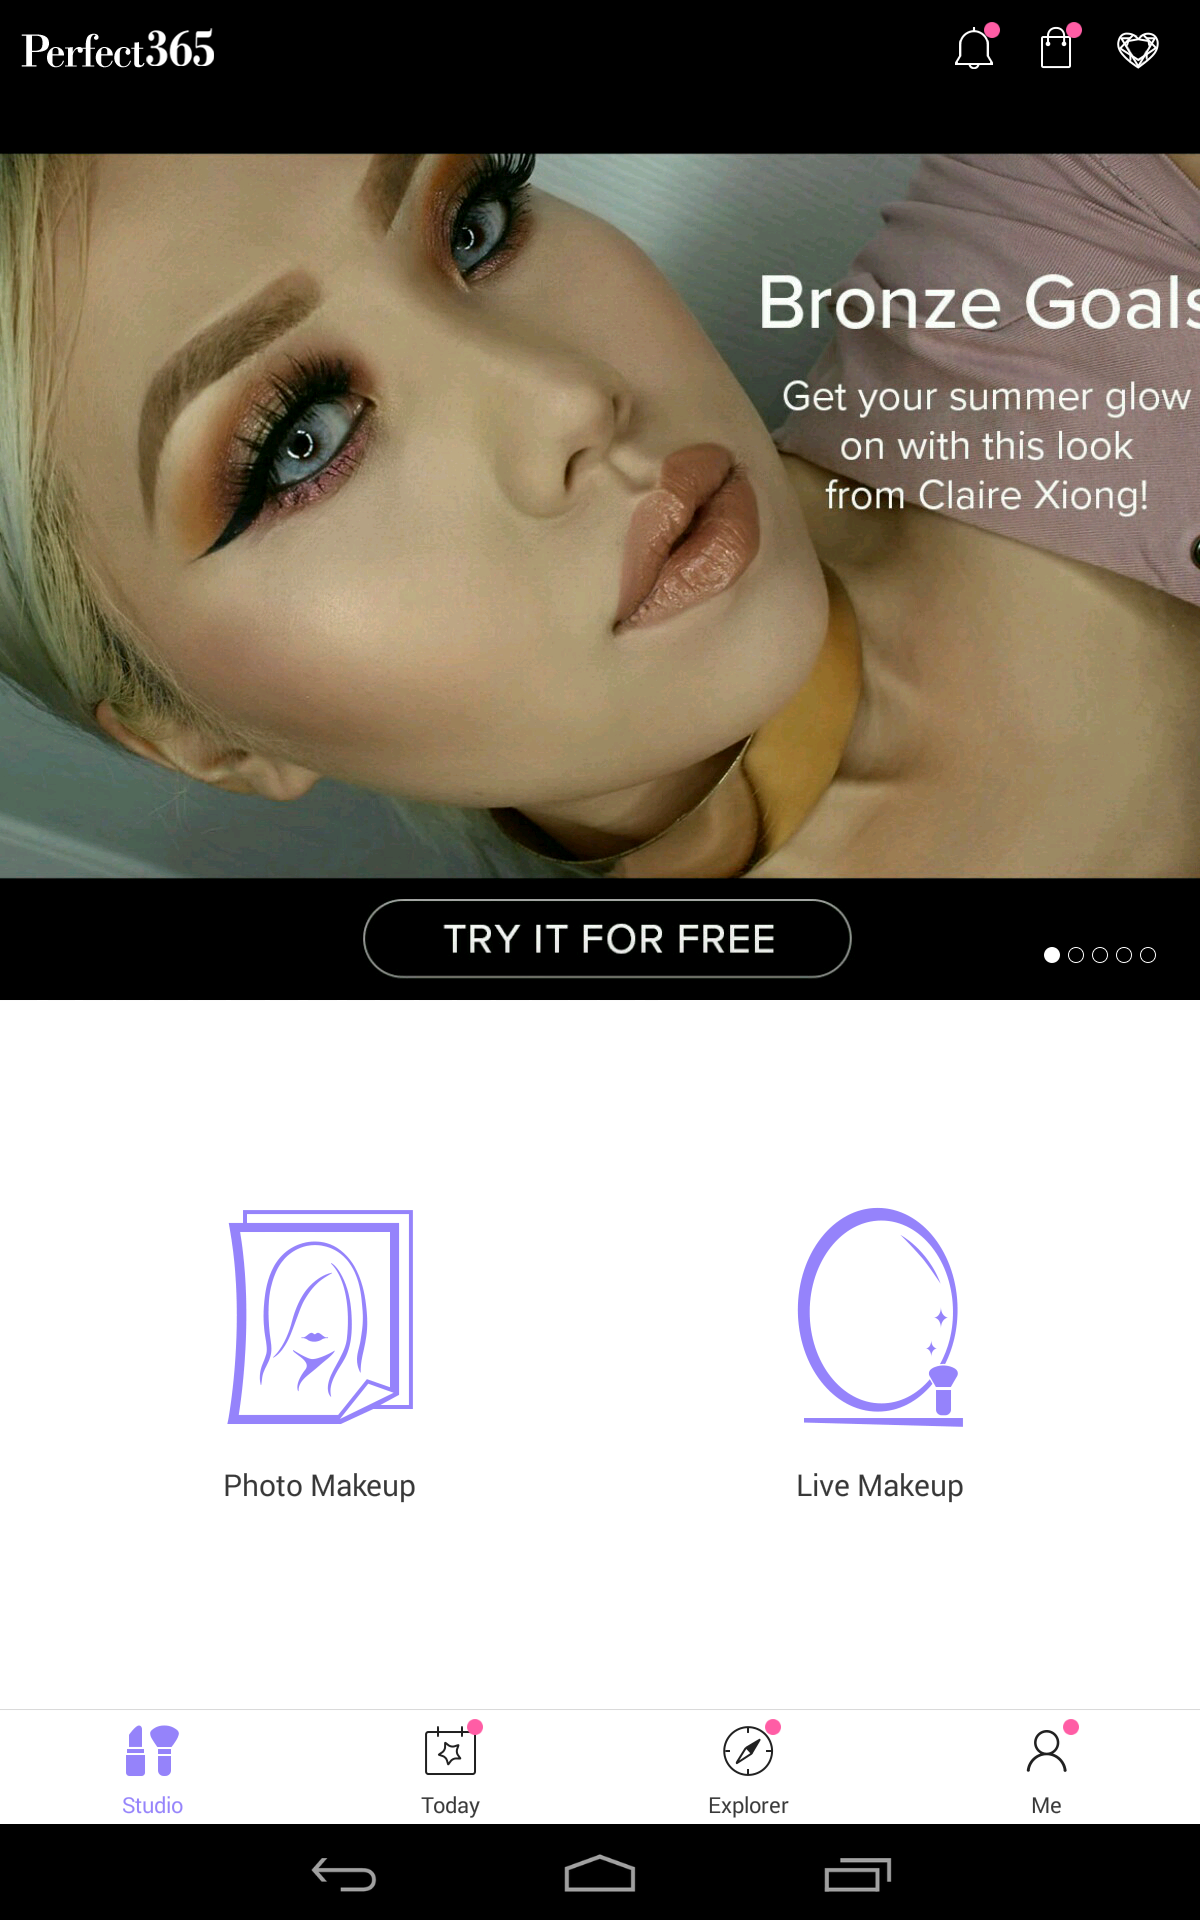 Perfect365
Bronze Goals
Get your summer glow
on with this look
from Claire Xiong!
TRY IT FOR FREE
Photo Makeup
Live Makeup
Studio
Today
Explorer
Me